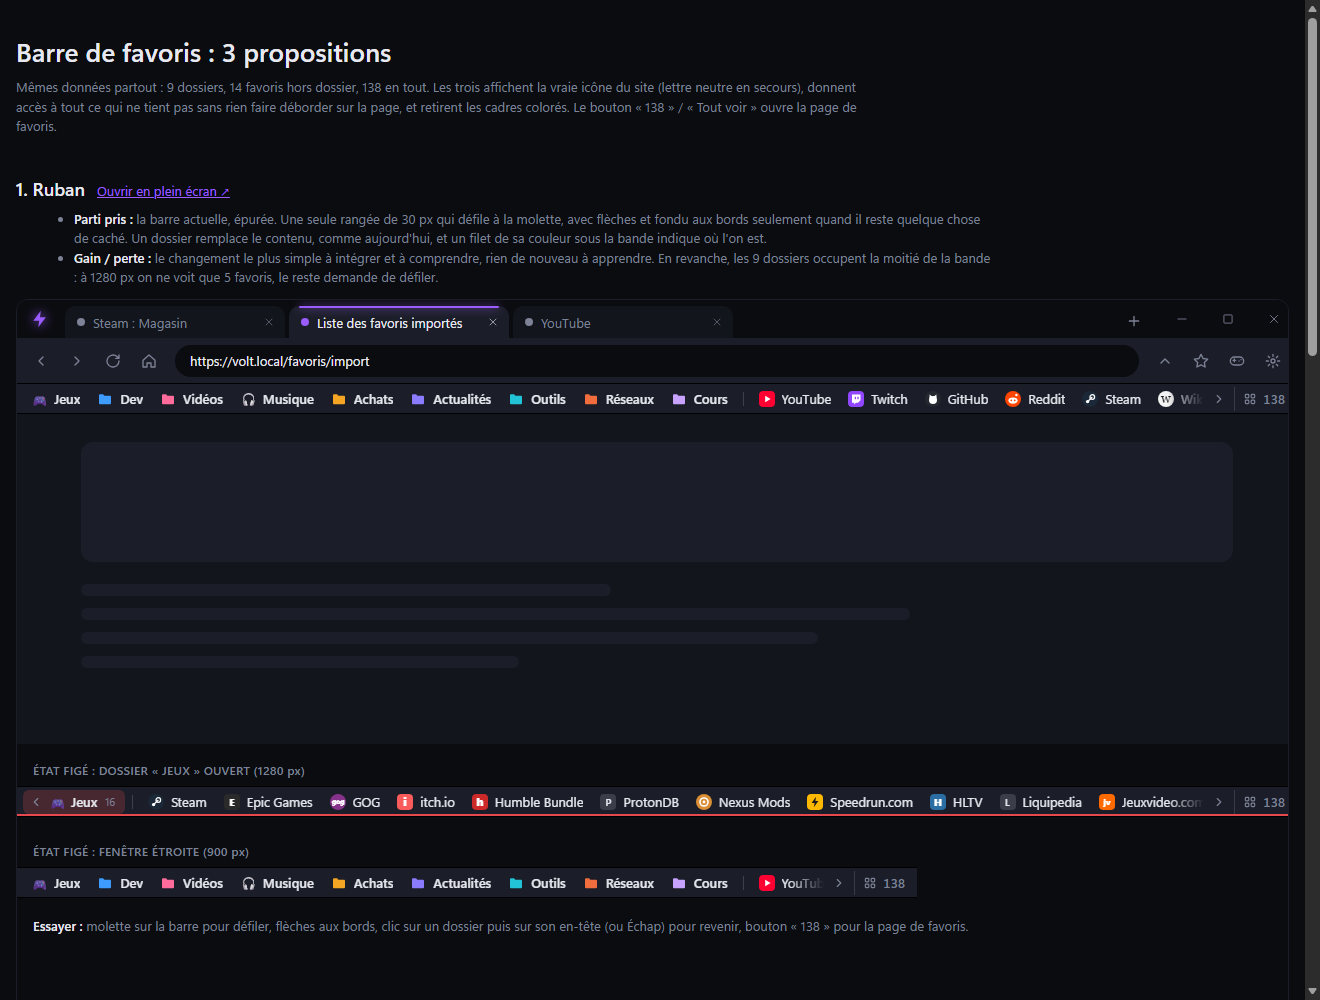 Barre de favoris : 3 propositions
Mêmes données partout : 9 dossiers, 14 favoris hors dossier, 138 en tout. Les trois affichent la vraie icône du site (lettre neutre en secours), donnent
accès à tout ce qui ne tient pas sans rien faire déborder sur la page, et retirent les cadres colorés. Le bouton « 138 » / « Tout voir » ouvre la page de
favoris.
1. Ruban Ouvrir en plein écran ↗
• Parti pris : la barre actuelle, épurée. Une seule rangée de 30 px qui défile à la molette, avec flèches et fondu aux bords seulement quand il reste quelque chose
de caché. Un dossier remplace le contenu, comme aujourd'hui, et un filet de sa couleur sous la bande indique où l'on est.
• Gain / perte : le changement le plus simple à intégrer et à comprendre, rien de nouveau à apprendre. En revanche, les 9 dossiers occupent la moitié de la bande
: à 1280 px on ne voit que 5 favoris, le reste demande de défiler.
Steam : Magasin Liste des favoris importés YouTube
https://volt.local/favoris/import
Jeux Dev Vidéos Musique Achats Actualités Outils Réseaux Cours YouTube Twitch GitHub Reddit Steam W Wik 138
ÉTAT FIGÉ : DOSSIER « JEUX » OUVERT (1280 px)
Jeux 16 Steam E Epic Games GOG i itch.io h Humble Bundle P ProtonDB Nexus Mods Speedrun.com H HLTV L Liquipedia Jeuxvideo.com 138
ÉTAT FIGÉ : FENÊTRE ÉTROITE (900 px)
Jeux Dev Vidéos Musique Achats Actualités Outils Réseaux Cours YouTub 138
Essayer : molette sur la barre pour défiler, flèches aux bords, clic sur un dossier puis sur son en-tête (ou Échap) pour revenir, bouton « 138 » pour la page de favoris.